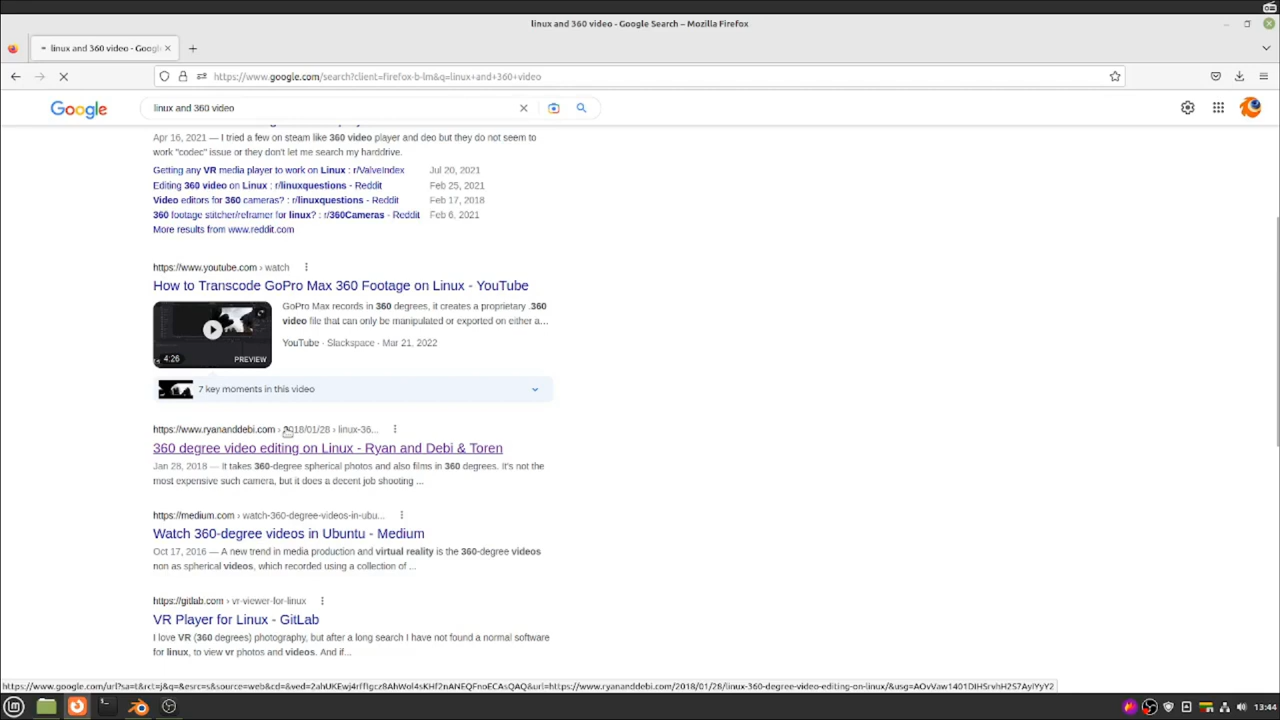 linux and 360 video - Google Search – Mozilla Firefox
linux and 360 video - Google
https://www.google.com/search?client=firefox-b-lm&q=linux+and+360+video
Google
linux and 360 video
Apr 16, 2021 — I tried a few on steam like 360 video player and deo but they do not seem to
work "codec" issue or they don't let me search my harddrive.
Getting any VR media player to work on Linux : r/ValveIndex Jul 20, 2021
Editing 360 video on Linux : r/linuxquestions - Reddit Feb 25, 2021
Video editors for 360 cameras? : r/linuxquestions - Reddit Feb 17, 2018
360 footage stitcher/reframer for linux? : r/360Cameras - Reddit Feb 6, 2021
More results from www.reddit.com
https://www.youtube.com › watch
How to Transcode GoPro Max 360 Footage on Linux - YouTube
GoPro Max records in 360 degrees, it creates a proprietary .360
video file that can only be manipulated or exported on either a...
YouTube · Slackspace · Mar 21, 2022
4:26 PREVIEW
7 key moments in this video
https://www.ryananddebi.com › 2018/01/28 › linux-36...
360 degree video editing on Linux - Ryan and Debi & Toren
Jan 28, 2018 — It takes 360-degree spherical photos and also films in 360 degrees. It's not the
most expensive such camera, but it does a decent job shooting ...
https://medium.com › watch-360-degree-videos-in-ubu...
Watch 360-degree videos in Ubuntu - Medium
Oct 17, 2016 — A new trend in media production and virtual reality is the 360-degree videos
non as spherical videos, which recorded using a collection of ...
https://gitlab.com › vr-viewer-for-linux
VR Player for Linux - GitLab
I love VR (360 degrees) photography, but after a long search I have not found a normal software
for linux, to view vr photos and videos. And if...
13:44